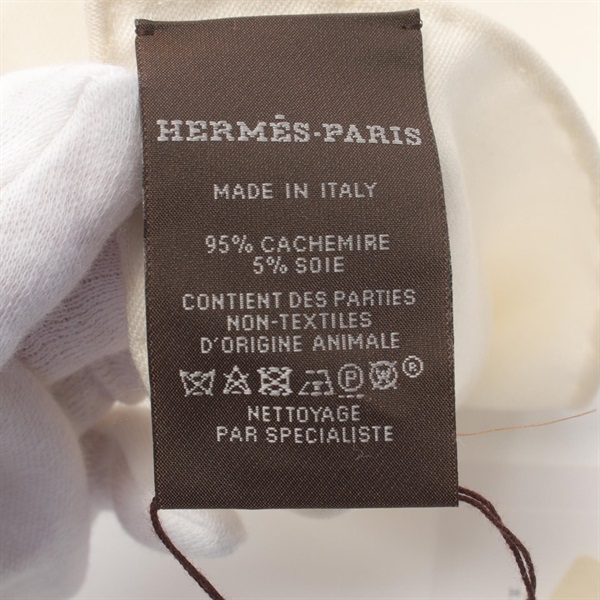 HERMÈS-PARIS
MADE IN ITALY
95% CACHEMIRE
5% SOIE
CONTIENT DES PARTIES
NON-TEXTILES
D'ORIGINE ANIMALE
P W ®
NETTOYAGE
PAR SPECIALISTE